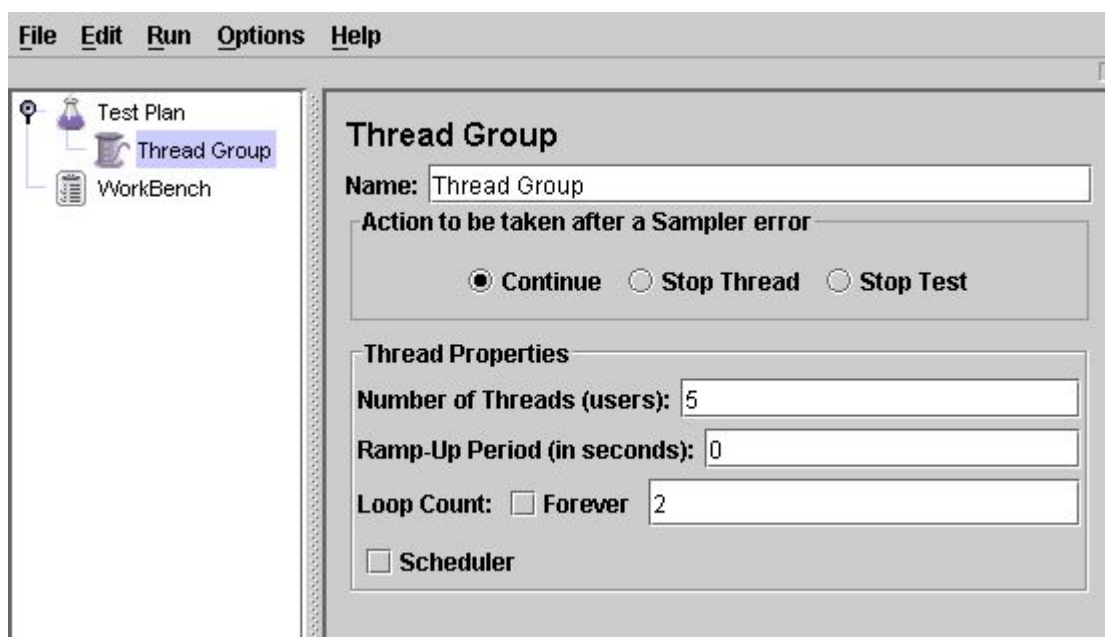 File Edit Run Options Help
Test Plan
Thread Group
WorkBench
Thread Group
Name: Thread Group
Action to be taken after a Sampler error
Continue Stop Thread Stop Test
Thread Properties
Number of Threads (users): 5
Ramp-Up Period (in seconds): 0
Loop Count: Forever 2
Scheduler